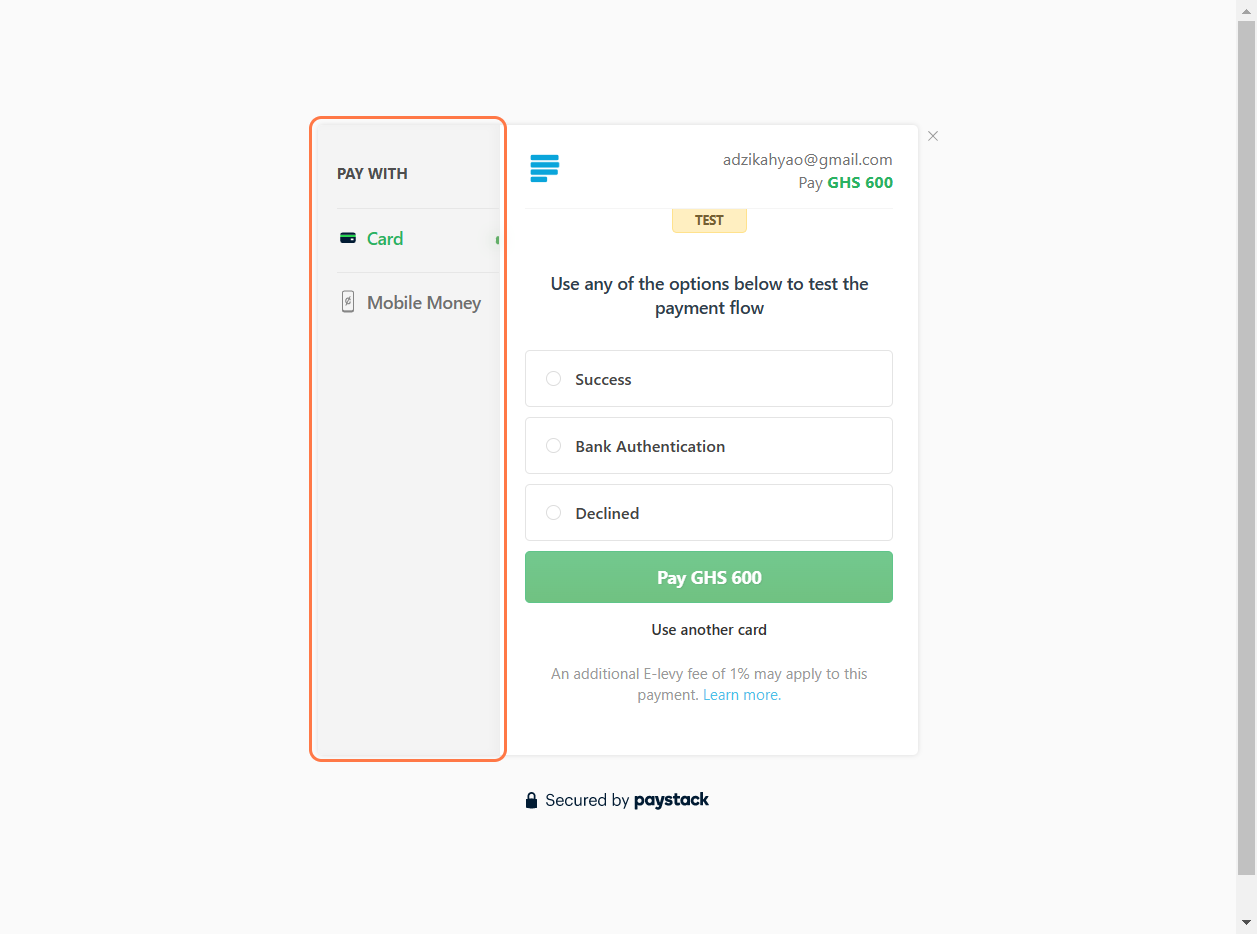 PAY WITH
Card
Mobile Money
adzikahyao@gmail.com
Pay GHS 600
TEST
Use any of the options below to test the
payment flow
Success
Bank Authentication
Declined
Pay GHS 600
Use another card
An additional E-levy fee of 1% may apply to this
payment. Learn more.
Secured by paystack